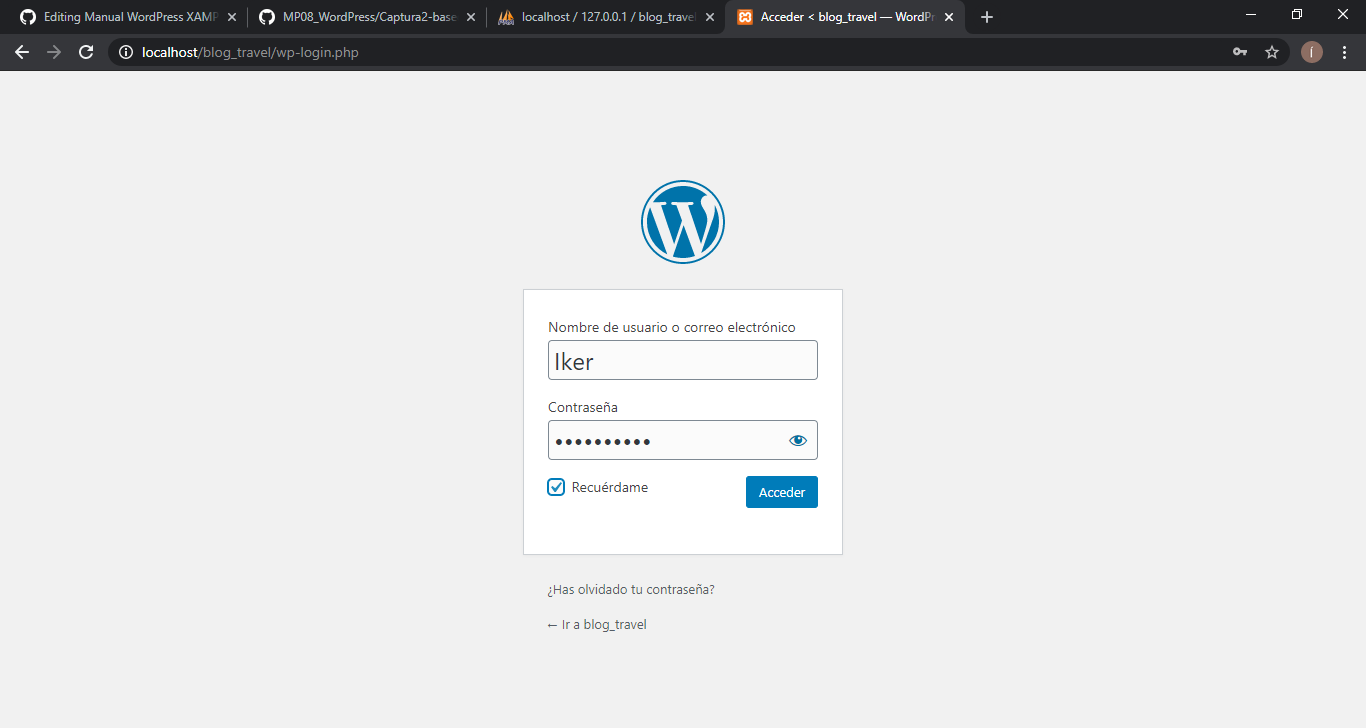 Editing Manual WordPress XAMP
MP08_WordPress/Captura2-base
localhost / 127.0.0.1 / blog_travel
Acceder < blog_travel — WordPr
localhost/blog_travel/wp-login.php
Í
Nombre de usuario o correo electrónico
Iker
Contraseña
••••••••••
Recuérdame
Acceder
¿Has olvidado tu contraseña?
← Ir a blog_travel